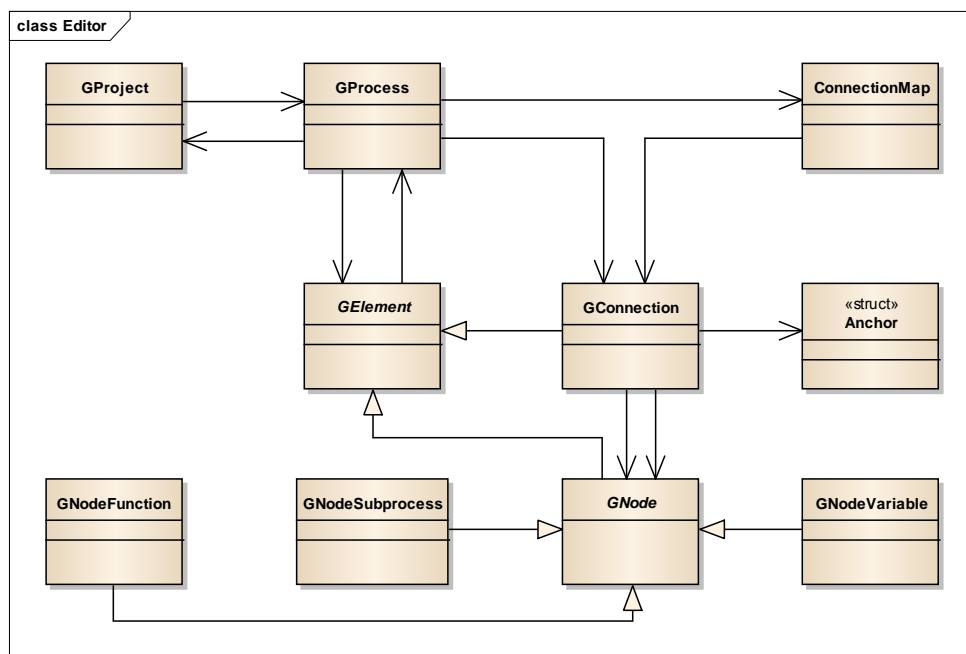 class Editor
GProject
GProcess
ConnectionMap
GElement
GConnection
«struct»
Anchor
GNodeFunction
GNodeSubprocess
GNode
GNodeVariable